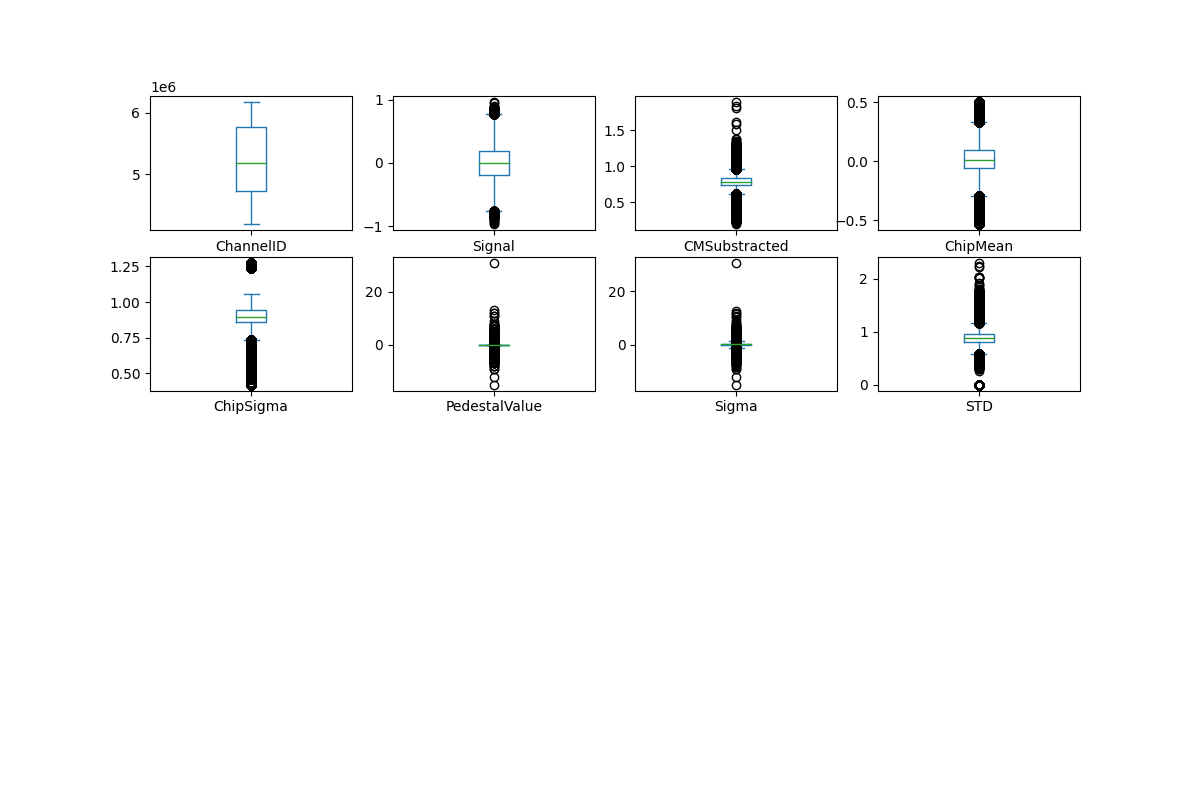 1e6
6
5
ChannelID
1
0
−1
Signal
1.5
1.0
0.5
CMSubstracted
0.5
0.0
−0.5
ChipMean
1.25
1.00
0.75
0.50
ChipSigma
20
0
PedestalValue
20
0
Sigma
2
1
0
STD